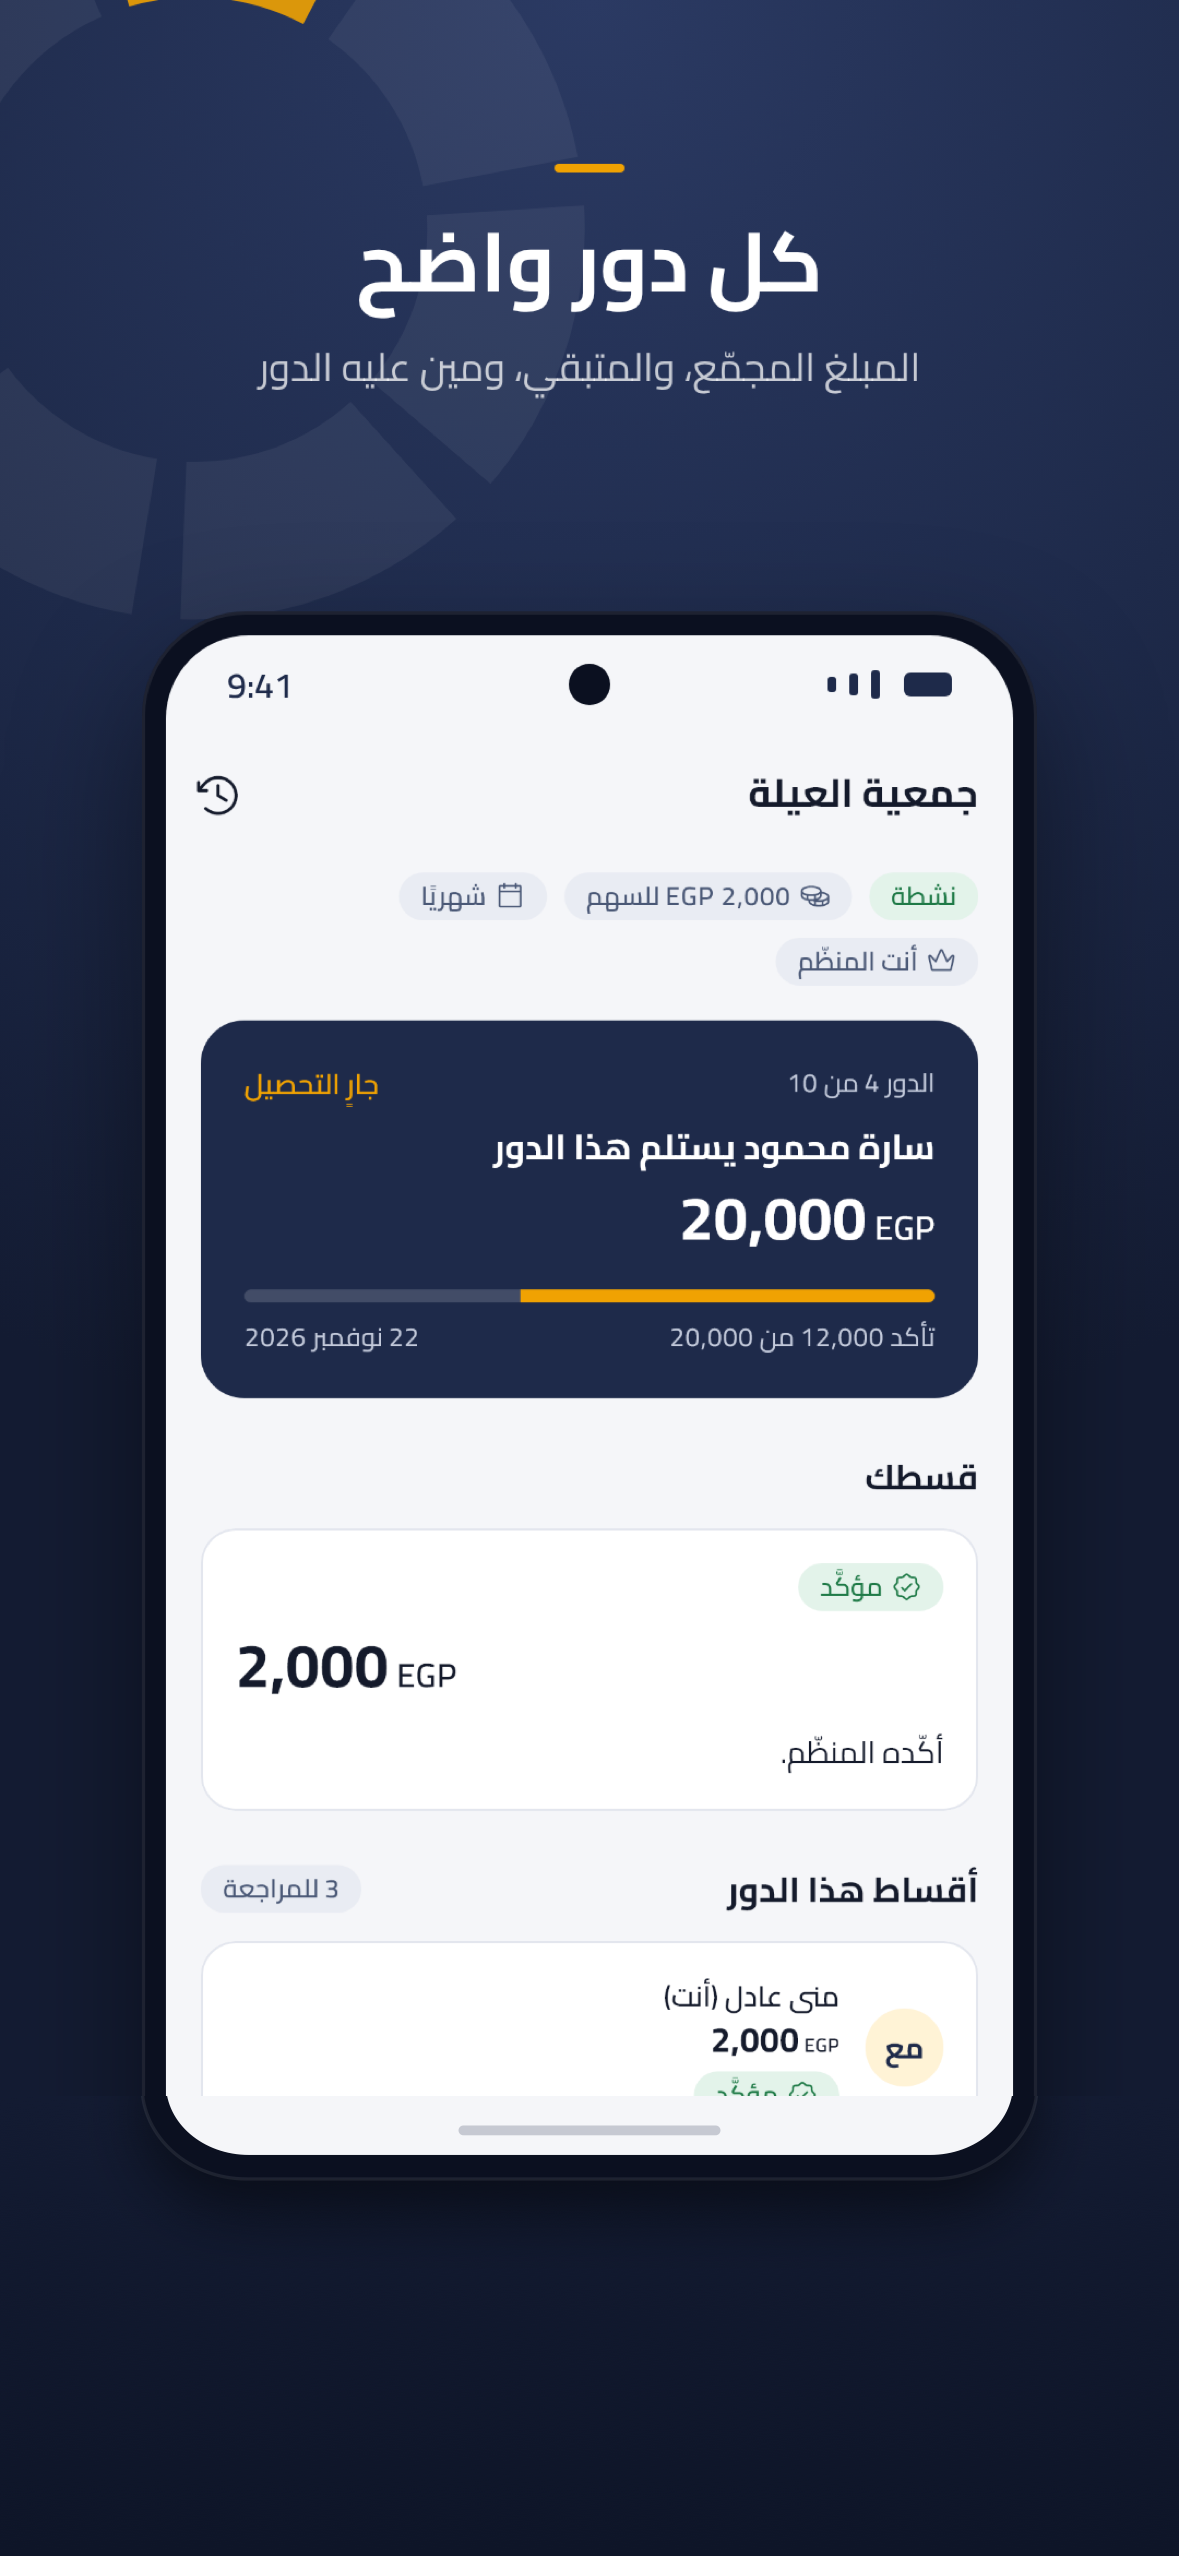 كل دور واضح
المبلغ المجمّع، والمتبقي، ومين عليه الدور
9:41
جمعية العيلة
نشطة
2,000 EGP للسهم
شهريًا
أنت المنظّم
الدور 4 من 10
جارٍ التحصيل
سارة محمود يستلم هذا الدور
20,000 EGP
تأكد 12,000 من 20,000
22 نوفمبر 2026
قسطك
مؤكَّد
2,000 EGP
أكّده المنظّم.
أقساط هذا الدور
3 للمراجعة
مع
منى عادل (أنت)
2,000 EGP
مؤكَّد